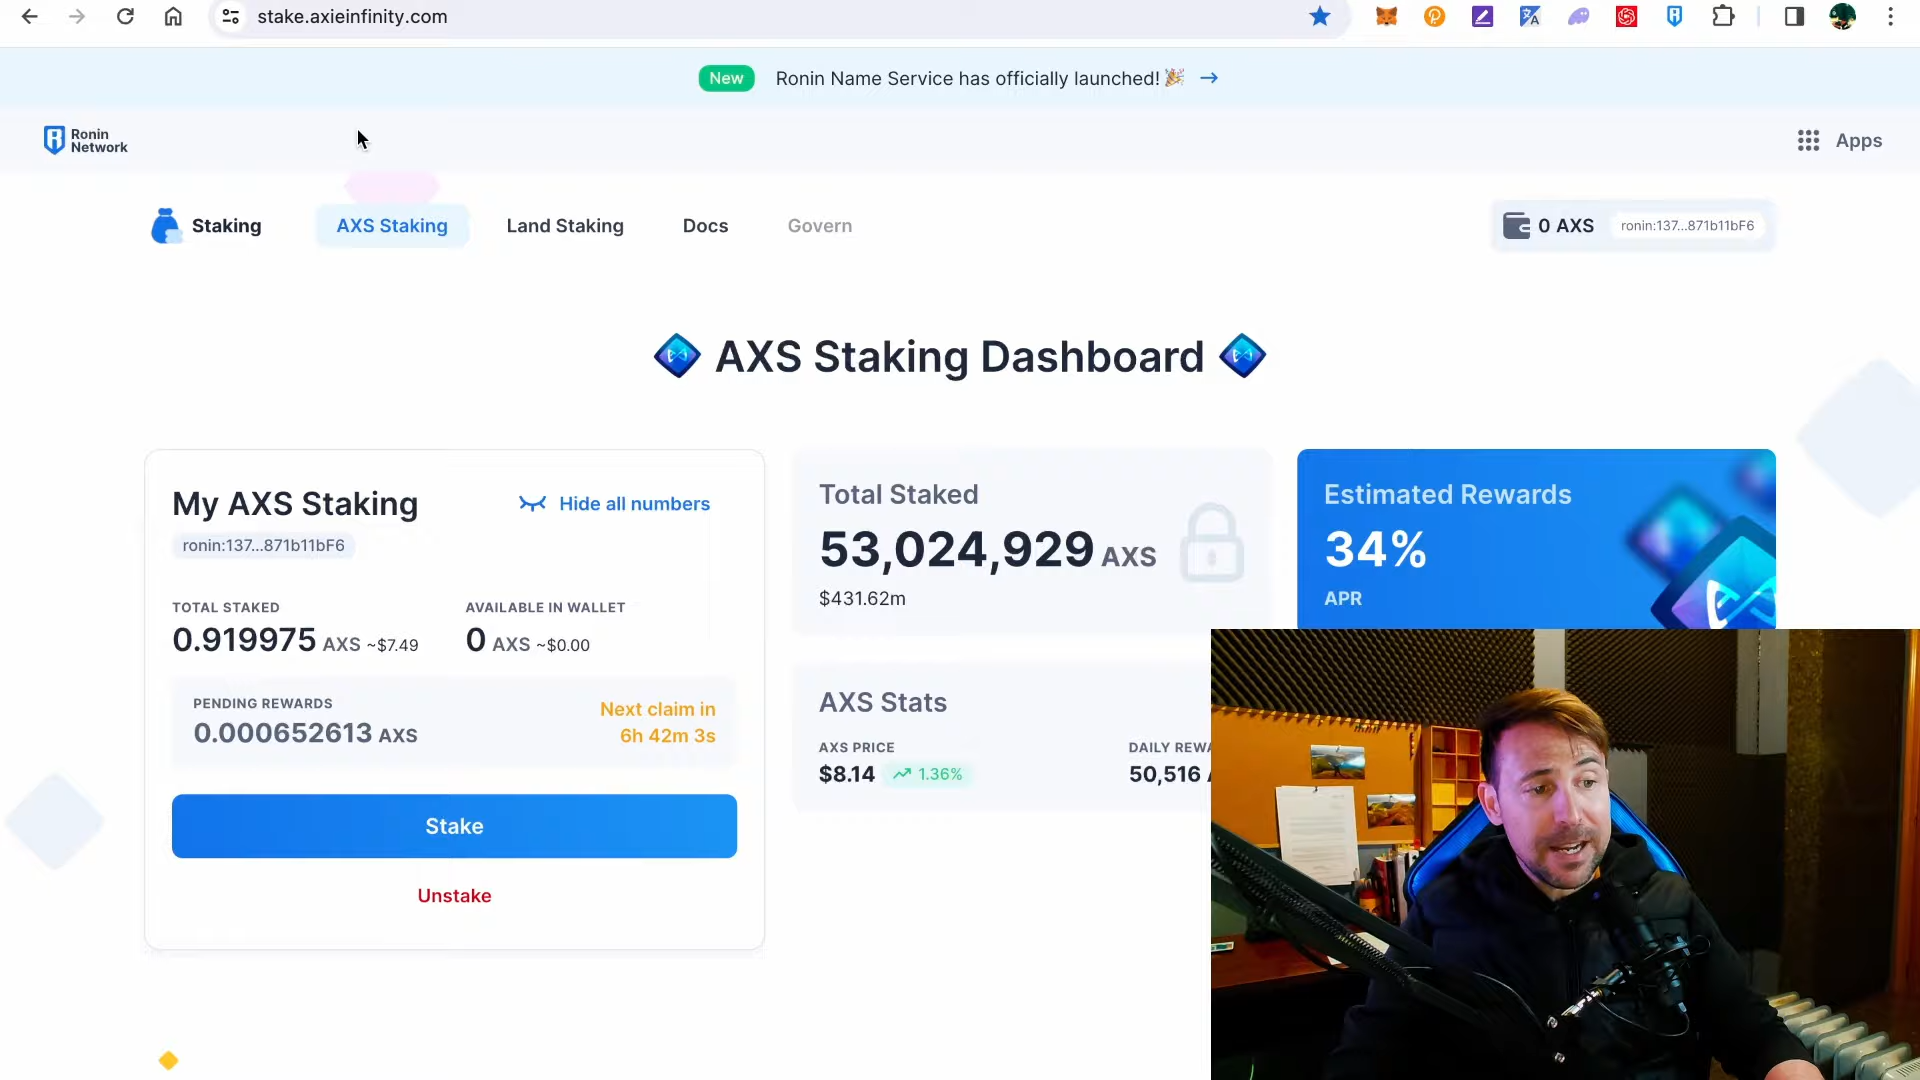 stake.axieinfinity.com
New Ronin Name Service has officially launched! 🎉 →
Ronin
Network
Apps
Staking
AXS Staking
Land Staking
Docs
Govern
0 AXS ronin:137...871b11bF6
AXS Staking Dashboard
My AXS Staking
Hide all numbers
ronin:137...871b11bF6
TOTAL STAKED
0.919975 AXS ~$7.49
AVAILABLE IN WALLET
0 AXS ~$0.00
PENDING REWARDS
0.000652613 AXS
Next claim in
6h 42m 3s
Stake
Unstake
Total Staked
53,024,929 AXS
$431.62m
Estimated Rewards
34%
APR
AXS Stats
AXS PRICE
$8.14 1.36%
DAILY REWA
50,516